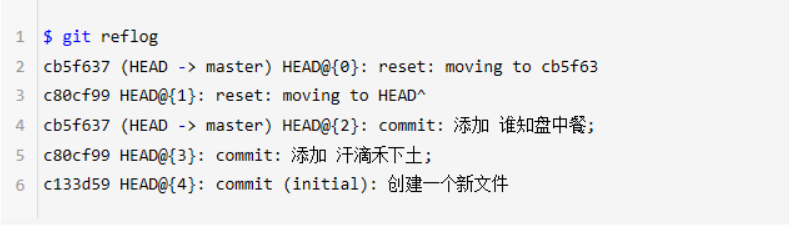 1 $ git reflog
2 cb5f637 (HEAD -> master) HEAD@{0}: reset: moving to cb5f63
3 c80cf99 HEAD@{1}: reset: moving to HEAD^
4 cb5f637 (HEAD -> master) HEAD@{2}: commit: 添加 谁知盘中餐;
5 c80cf99 HEAD@{3}: commit: 添加 汗滴禾下土;
6 c133d59 HEAD@{4}: commit (initial): 创建一个新文件